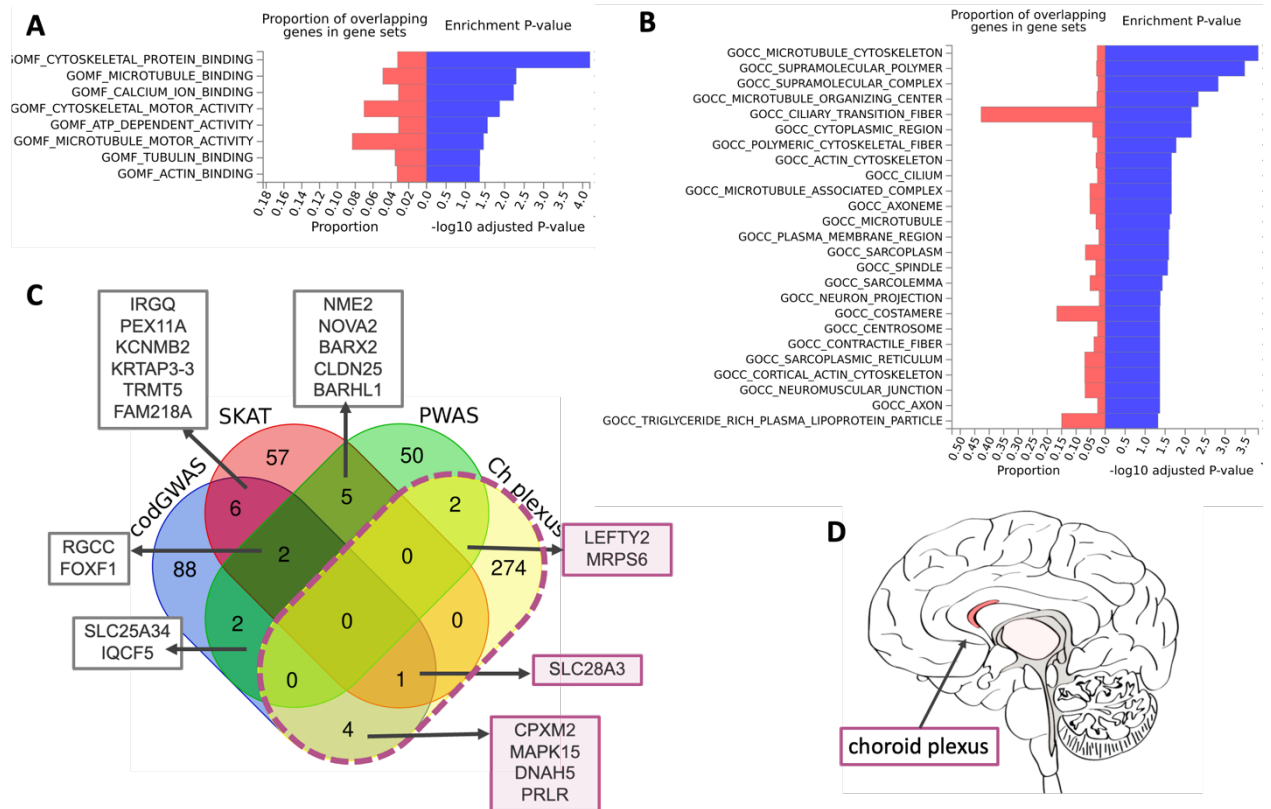 A
Proportion of overlapping
genes in gene sets
Enrichment P-value
GOMF_CYTOSKELETAL_PROTEIN_BINDING
GOMF_MICROTUBULE_BINDING
GOMF_CALCIUM_ION_BINDING
GOMF_CYTOSKELETAL_MOTOR_ACTIVITY
GOMF_ATP_DEPENDENT_ACTIVITY
GOMF_MICROTUBULE_MOTOR_ACTIVITY
GOMF_TUBULIN_BINDING
GOMF_ACTIN_BINDING
0.18 0.16 0.14 0.12 0.10 0.08 0.06 0.04 0.02 0.0 0.5 1.0 1.5 2.0 2.5 3.0 3.5 4.0
Proportion
-log10 adjusted P-value
B
Proportion of overlapping
genes in gene sets
Enrichment P-value
GOCC_MICROTUBULE_CYTOSKELETON
GOCC_SUPRAMOLECULAR_POLYMER
GOCC_SUPRAMOLECULAR_COMPLEX
GOCC_MICROTUBULE_ORGANIZING_CENTER
GOCC_CILIARY_TRANSITION_FIBER
GOCC_CYTOPLASMIC_REGION
GOCC_POLYMERIC_CYTOSKELETAL_FIBER
GOCC_ACTIN_CYTOSKELETON
GOCC_CILIUM
GOCC_MICROTUBULE_ASSOCIATED_COMPLEX
GOCC_AXONEME
GOCC_MICROTUBULE
GOCC_PLASMA_MEMBRANE_REGION
GOCC_SARCOPLASM
GOCC_SPINDLE
GOCC_SARCOLEMMA
GOCC_NEURON_PROJECTION
GOCC_COSTAMERE
GOCC_CENTROSOME
GOCC_CONTRACTILE_FIBER
GOCC_SARCOPLASMIC_RETICULUM
GOCC_CORTICAL_ACTIN_CYTOSKELETON
GOCC_NEUROMUSCULAR_JUNCTION
GOCC_AXON
GOCC_TRIGLYCERIDE_RICH_PLASMA_LIPOPROTEIN_PARTICLE
0.50 0.45 0.40 0.35 0.30 0.25 0.20 0.15 0.10 0.05 0.0 0.5 1.0 1.5 2.0 2.5 3.0 3.5
Proportion
-log10 adjusted P-value
C
IRGQ
PEX11A
KCNMB2
KRTAP3-3
TRMT5
FAM218A
NME2
NOVA2
BARX2
CLDN25
BARHL1
SKAT
PWAS
codGWAS
Ch plexus
57
50
6
5
2
RGCC
FOXF1
88
2
0
274
LEFTY2
MRPS6
SLC25A34
IQCF5
2
0
0
0
1
SLC28A3
4
CPXM2
MAPK15
DNAH5
PRLR
D
choroid plexus